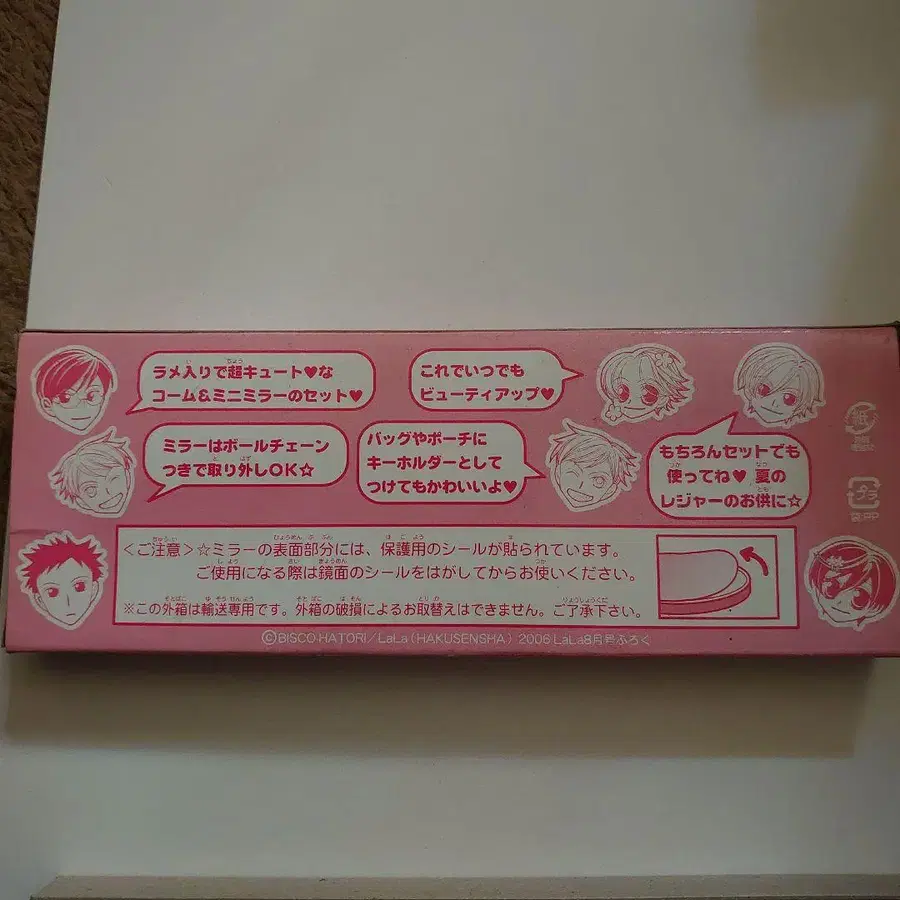 ラメ入りで超キュート♥な
コーム&ミニミラーのセット♥
これでいつでも
ビューティアップ♥
ミラーはボールチェーン
つきで取り外しOK☆
バッグやポーチに
キーホルダーとして
つけてもかわいいよ♥
もちろんセットでも
使ってね♥ 夏の
レジャーのお供に☆
紙
プラ
<ご注意>☆ミラーの表面部分には、保護用のシールが貼られています。
ご使用になる際は鏡面のシールをはがしてからお使いください。
※この外箱は輸送専用です。外箱の破損によるお取替えはできません。ご了承下さい。
©BISCO HATORI/LaLa(HAKUSENSHA) 2006 LaLa8月号ふろく